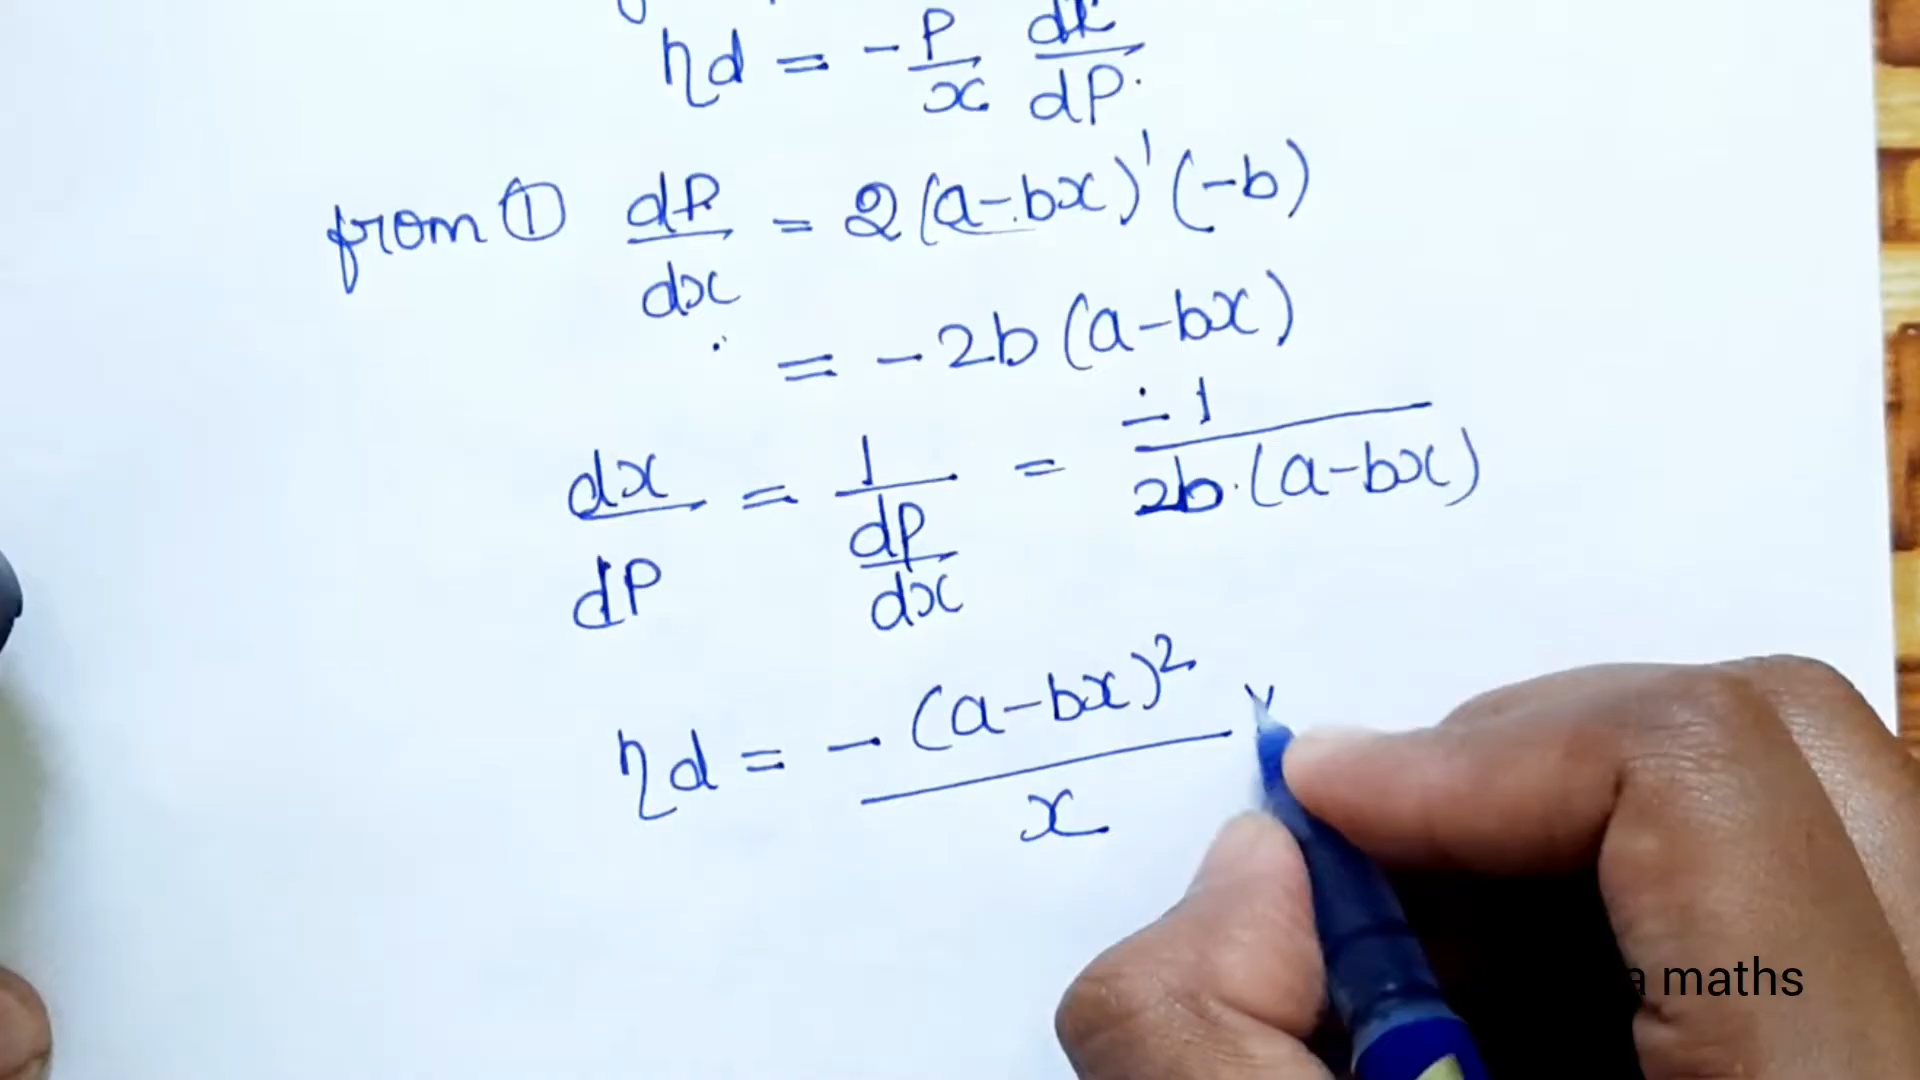 ηd = - P/x dx/dP.
from ① dP/dx = 2(a-bx)¹(-b)
= -2b(a-bx)
dx/dP = 1/(dP/dx) = -1/(2b.(a-bx))
ηd = -(a-bx)²/x
maths